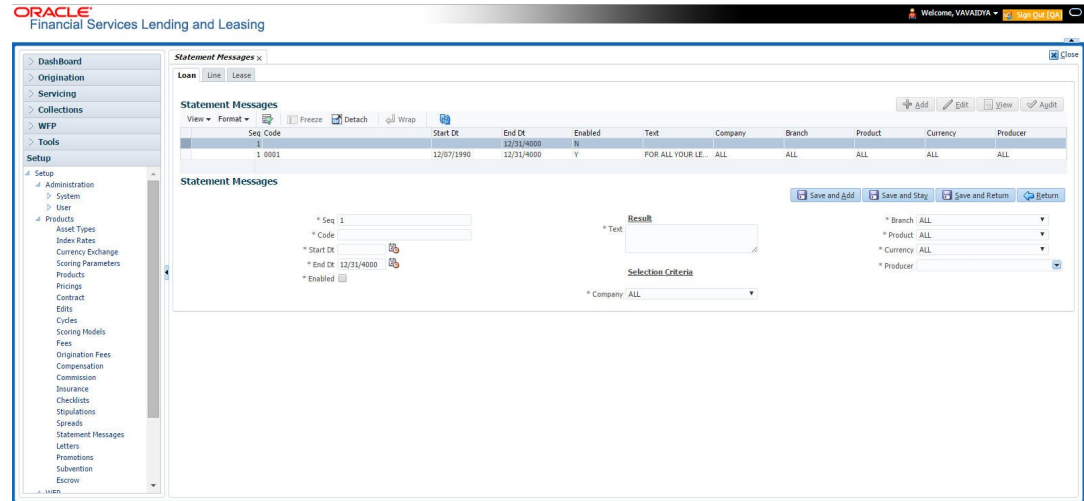 ORACLE
Financial Services Lending and Leasing
Welcome, VAVAIDYA
Sign Out [QA]
DashBoard
Origination
Servicing
Collections
WFP
Tools
Setup
Setup
Administration
System
User
Products
Asset Types
Index Rates
Currency Exchange
Scoring Parameters
Products
Pricings
Contract
Edits
Cycles
Scoring Models
Fees
Origination Fees
Compensation
Commission
Insurance
Checklists
Stipulations
Spreads
Statement Messages
Letters
Promotions
Subvention
Escrow
WFP
Statement Messages x
Close
Loan Line Lease
Statement Messages
Add Edit View Audit
View Format Freeze Detach Wrap
Seq Code Start Dt End Dt Enabled Text Company Branch Product Currency Producer
1 12/31/4000 N
1 0001 12/07/1990 12/31/4000 Y FOR ALL YOUR LE... ALL ALL ALL ALL ALL
Statement Messages
Save and Add Save and Stay Save and Return Return
* Seq 1
* Code
* Start Dt
* End Dt 12/31/4000
* Enabled
Result
* Text
Selection Criteria
* Company ALL
* Branch ALL
* Product ALL
* Currency ALL
* Producer